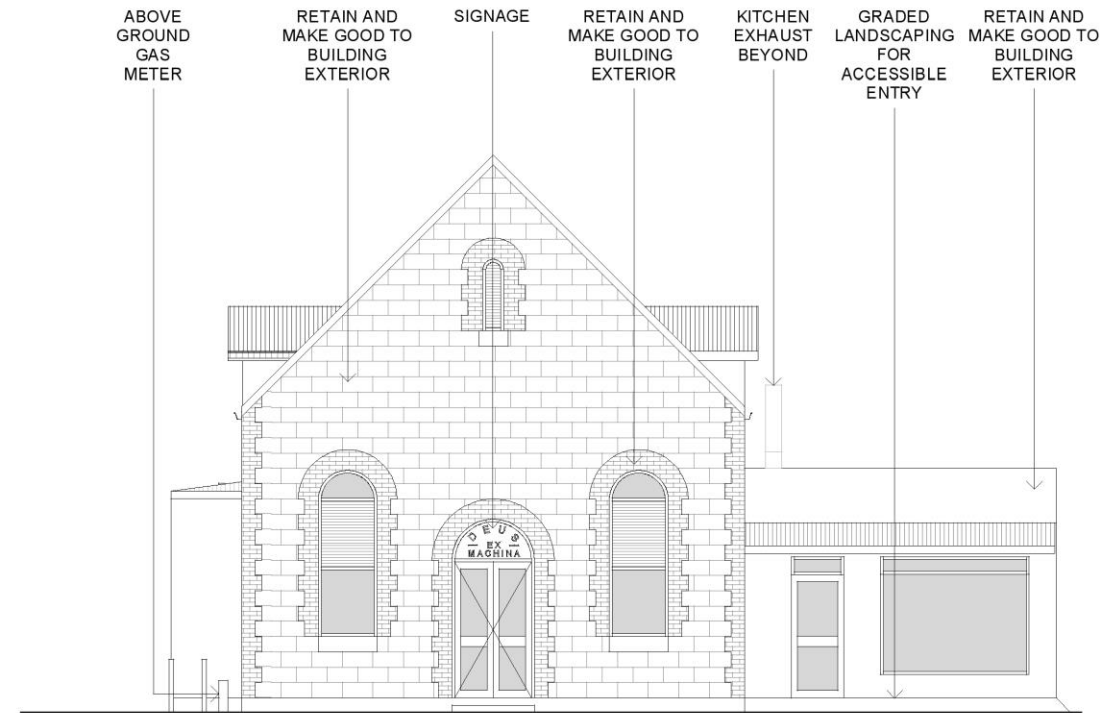 ABOVE
GROUND
GAS
METER
RETAIN AND
MAKE GOOD TO
BUILDING
EXTERIOR
SIGNAGE
RETAIN AND
MAKE GOOD TO
BUILDING
EXTERIOR
KITCHEN
EXHAUST
BEYOND
GRADED
LANDSCAPING
FOR
ACCESSIBLE
ENTRY
RETAIN AND
MAKE GOOD TO
BUILDING
EXTERIOR
DEUS
EX
MACHINA